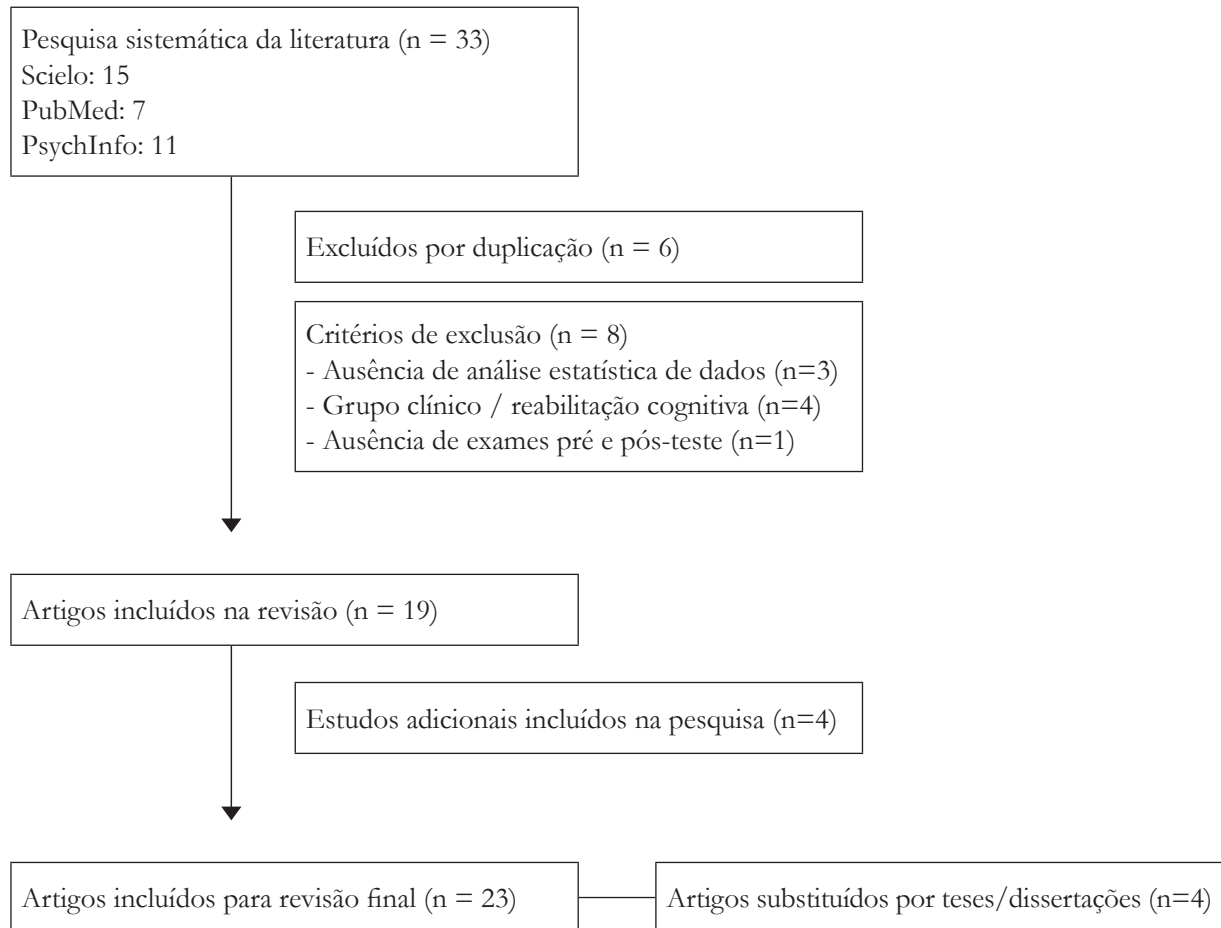 Pesquisa sistemática da literatura (n = 33)
Scielo: 15
PubMed: 7
PsychInfo: 11
Excluídos por duplicação (n = 6)
Critérios de exclusão (n = 8)
- Ausência de análise estatística de dados (n=3)
- Grupo clínico / reabilitação cognitiva (n=4)
- Ausência de exames pré e pós-teste (n=1)
Artigos incluídos na revisão (n = 19)
Estudos adicionais incluídos na pesquisa (n=4)
Artigos incluídos para revisão final (n = 23)
Artigos substituídos por teses/dissertações (n=4)